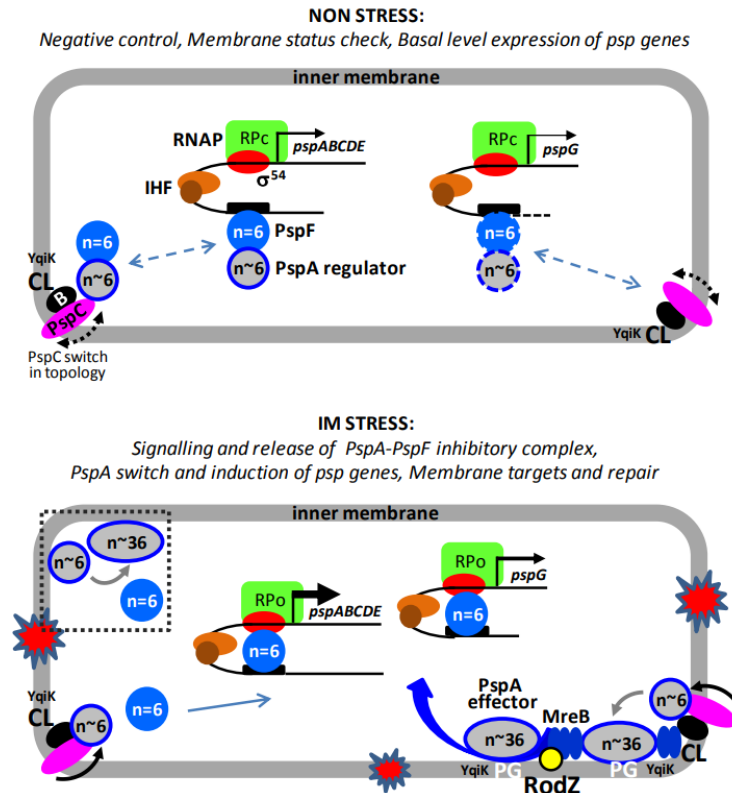 NON STRESS:
Negative control, Membrane status check, Basal level expression of psp genes
inner membrane
RNAP
RPc
pspABCDE
σ54
IHF
n=6
PspF
n~6
PspA regulator
RPc
pspG
n=6
n~6
n=6
n~6
YqiK
CL
B
PspC
PspC switch
in topology
YqiK
CL
IM STRESS:
Signalling and release of PspA-PspF inhibitory complex,
PspA switch and induction of psp genes, Membrane targets and repair
inner membrane
n~36
n~6
n=6
RPo
pspABCDE
n=6
RPo
pspG
n=6
YqiK
CL
n~6
n=6
PspA
effector
MreB
n~6
n~36
n~36
CL
YqiK
PG
PG
YqiK
RodZ